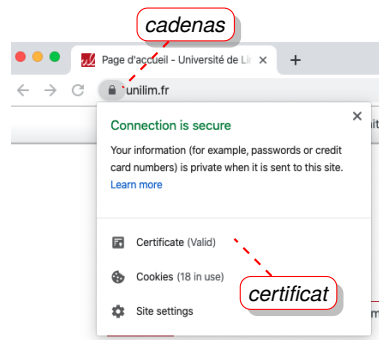 cadenas
Page d'accueil - Université de Li
unilim.fr
Connection is secure
Your information (for example, passwords or credit
card numbers) is private when it is sent to this site.
Learn more
Certificate (Valid)
Cookies (18 in use)
certificat
Site settings